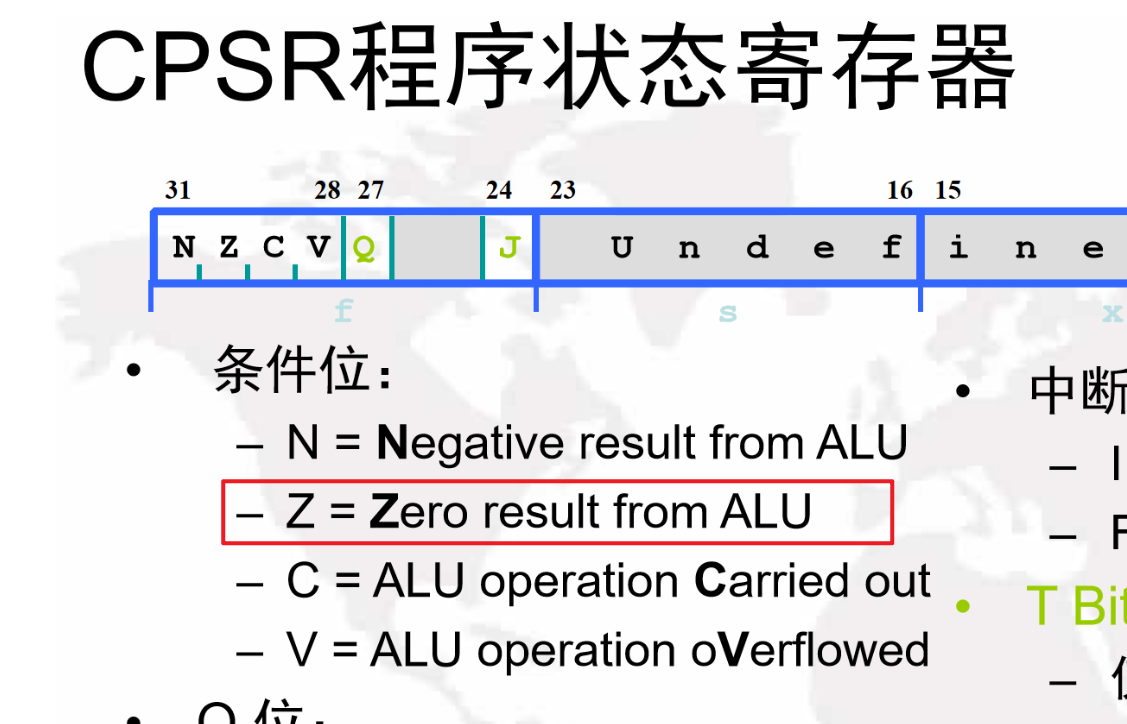 CPSR程序状态寄存器
31 28 27 24 23 16 15
N Z C V Q J U n d e f i n e
f s x
• 条件位：
– N = Negative result from ALU
– Z = Zero result from ALU
– C = ALU operation Carried out
– V = ALU operation oVerflowed
• Q 位：
• 中断
– I
– F
• T Bit
–